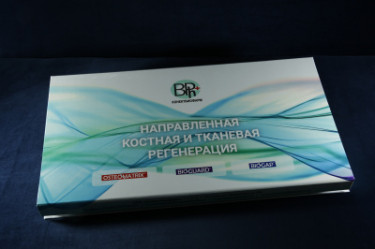 BPh+
НАПРАВЛЕННАЯ
КОСТНАЯ И ТКАНЕВАЯ
РЕГЕНЕРАЦИЯ
OSTEOMATRIX BIOGUARD BIOGAP